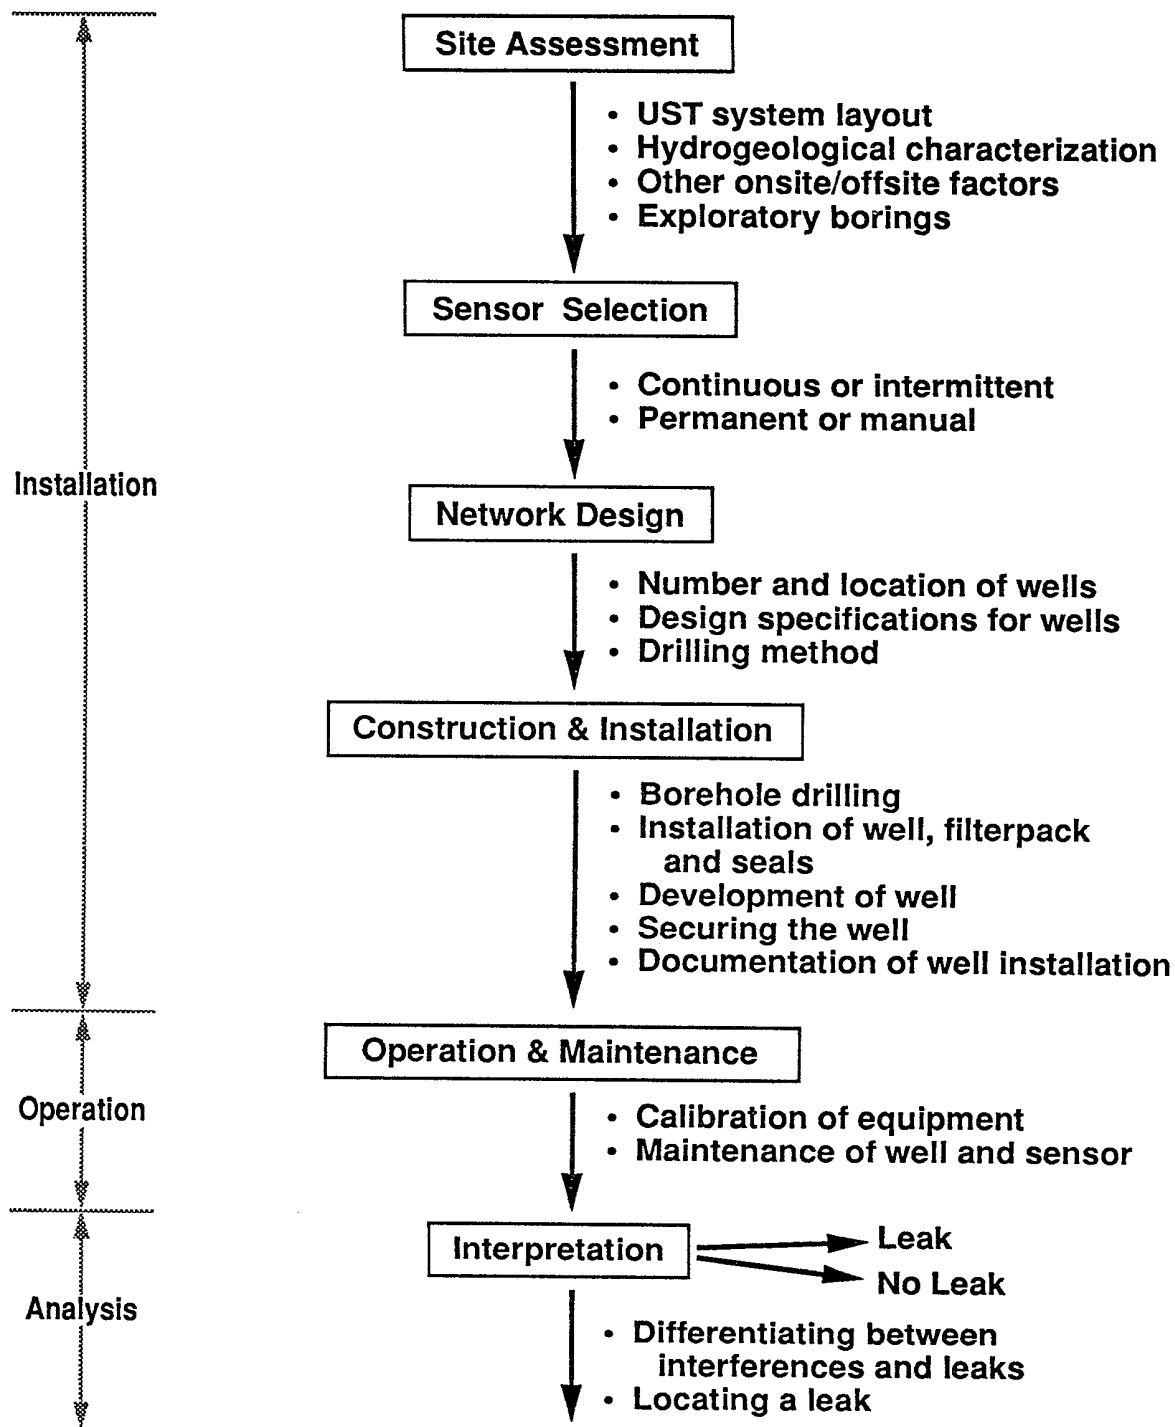 Site Assessment
• UST system layout
• Hydrogeological characterization
• Other onsite/offsite factors
• Exploratory borings
Sensor Selection
• Continuous or intermittent
• Permanent or manual
Installation
Network Design
• Number and location of wells
• Design specifications for wells
• Drilling method
Construction & Installation
• Borehole drilling
• Installation of well, filterpack
and seals
• Development of well
• Securing the well
• Documentation of well installation
Operation & Maintenance
Operation
• Calibration of equipment
• Maintenance of well and sensor
Interpretation
Leak
No Leak
Analysis
• Differentiating between
interferences and leaks
• Locating a leak